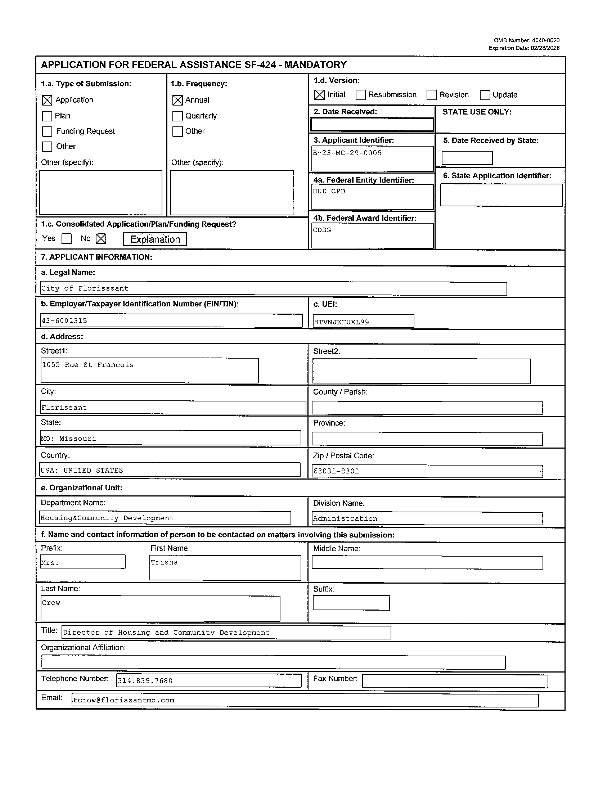 OMB Number: 4040-0020
Expiration Date: 02/28/2026
APPLICATION FOR FEDERAL ASSISTANCE SF-424 - MANDATORY
1.a. Type of Submission:
Application
Plan
Funding Request
Other
Other (specify):
1.b. Frequency:
Annual
Quarterly
Other
Other (specify):
1.d. Version:
Initial Resubmission Revision Update
2. Date Received:
STATE USE ONLY:
3. Applicant Identifier:
B-23-MC-29-0009
5. Date Received by State:
4a. Federal Entity Identifier:
HUD CPD
6. State Application Identifier:
4b. Federal Award Identifier:
CDBG
1.c. Consolidated Application/Plan/Funding Request?
Yes No Explanation
7. APPLICANT INFORMATION:
a. Legal Name:
City of Florissant
b. Employer/Taxpayer Identification Number (EIN/TIN):
43-6001315
c. UEI:
d. Address:
Street1:
1055 Rue St Francois
Street2:
City:
Florissant
County / Parish:
State:
MO: Missouri
Province:
Country:
USA: UNITED STATES
Zip / Postal Code:
63031-9301
e. Organizational Unit:
Department Name:
Housing&Community Development
Division Name:
Administration
f. Name and contact information of person to be contacted on matters involving this submission:
Prefix:
Mrs.
First Name:
Trisha
Middle Name:
Last Name:
Crow
Suffix:
Title: Director of Housing and Community Development
Organizational Affiliation:
Telephone Number: 314.839.7680
Fax Number:
Email: tcrow@florissantmo.com